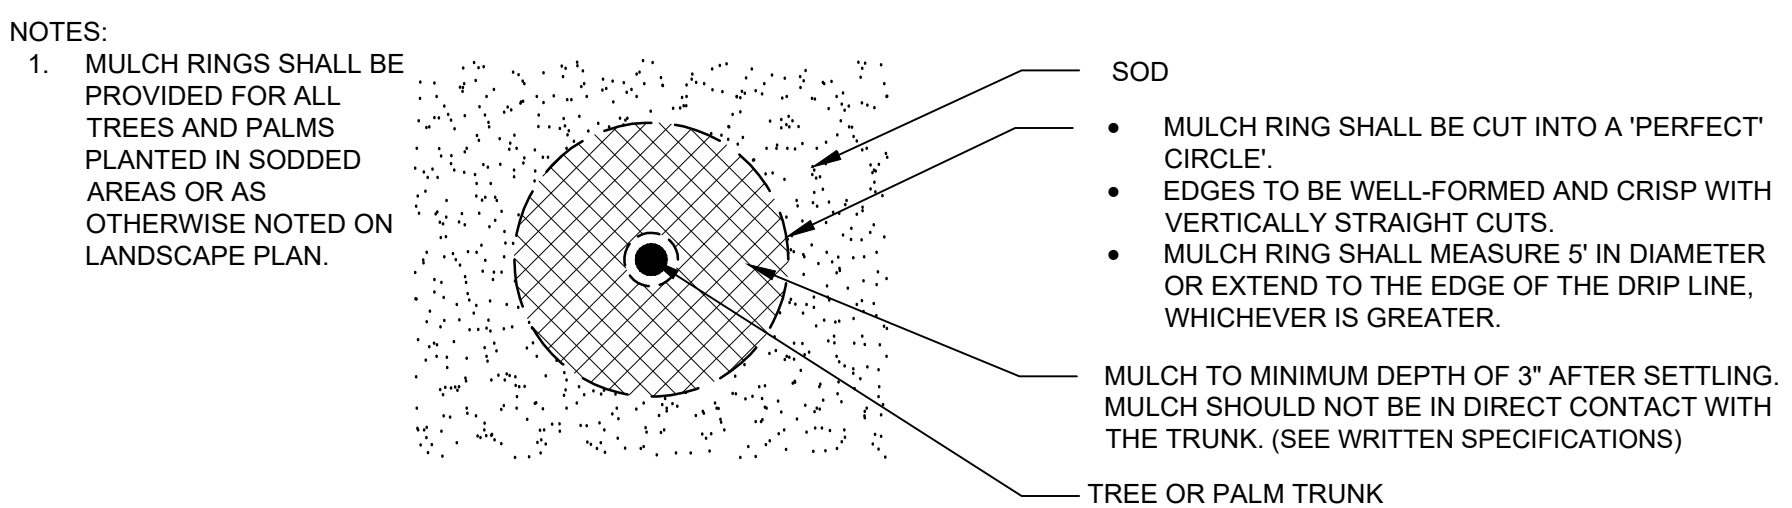 NOTES:
1. MULCH RINGS SHALL BE
PROVIDED FOR ALL
TREES AND PALMS
PLANTED IN SODDED
AREAS OR AS
OTHERWISE NOTED ON
LANDSCAPE PLAN.
SOD
• MULCH RING SHALL BE CUT INTO A 'PERFECT'
CIRCLE'.
• EDGES TO BE WELL-FORMED AND CRISP WITH
VERTICALLY STRAIGHT CUTS.
• MULCH RING SHALL MEASURE 5' IN DIAMETER
OR EXTEND TO THE EDGE OF THE DRIP LINE,
WHICHEVER IS GREATER.
MULCH TO MINIMUM DEPTH OF 3" AFTER SETTLING.
MULCH SHOULD NOT BE IN DIRECT CONTACT WITH
THE TRUNK. (SEE WRITTEN SPECIFICATIONS)
TREE OR PALM TRUNK